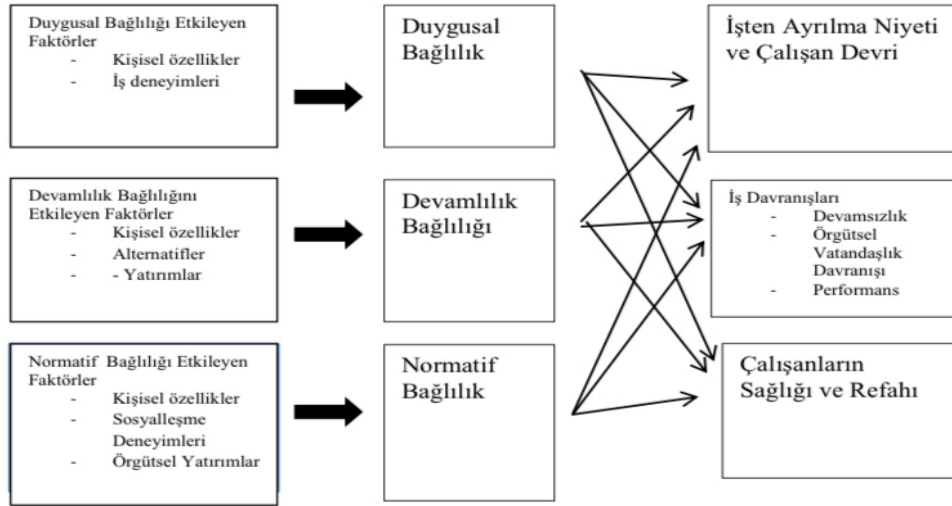 Duygusal Bağlılığı Etkileyen
Faktörler
- Kişisel özellikler
- İş deneyimleri
Duygusal
Bağlılık
İşten Ayrılma Niyeti
ve Çalışan Devri
Devamlılık Bağlılığını
Etkileyen Faktörler
- Kişisel özellikler
- Alternatifler
- - Yatırımlar
Devamlılık
Bağlılığı
İş Davranışları
- Devamsızlık
- Örgütsel
Vatandaşlık
Davranışı
- Performans
Normatif Bağlılığı Etkileyen
Faktörler
- Kişisel özellikler
- Sosyalleşme
Deneyimleri
- Örgütsel Yatırımlar
Normatif
Bağlılık
Çalışanların
Sağlığı ve Refahı